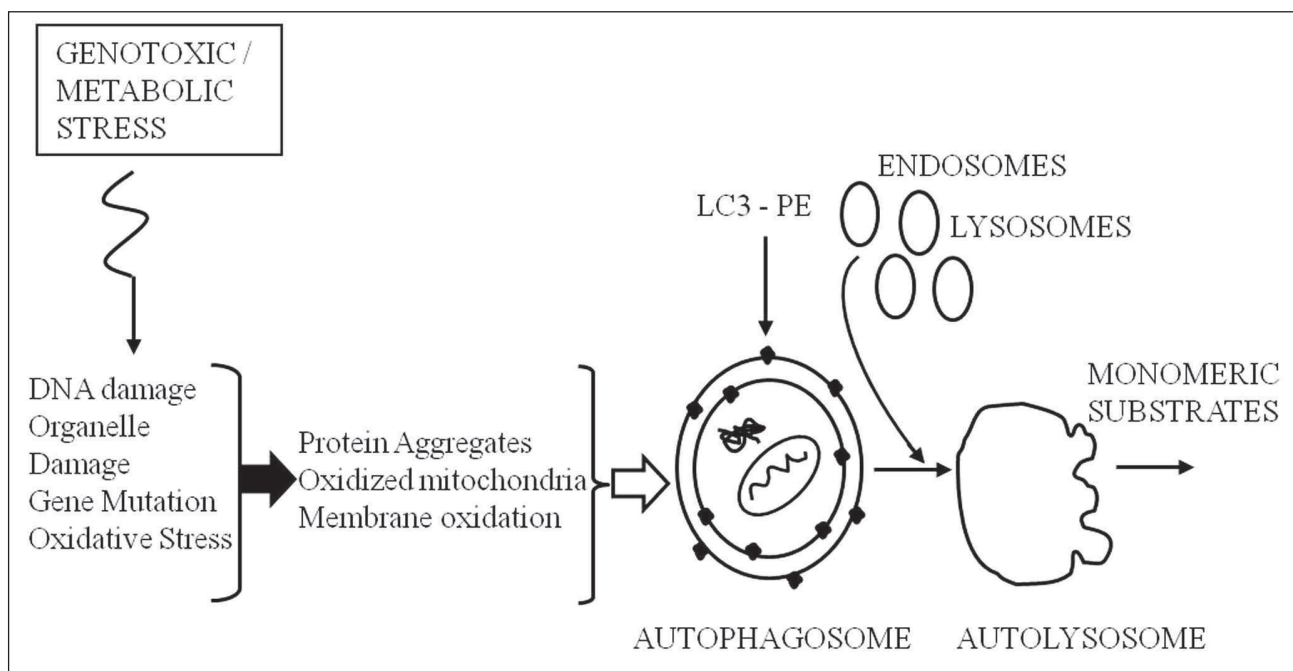 GENOTOXIC /
METABOLIC
STRESS
ENDOSOMES
LC3 - PE
LYSOSOMES
DNA damage
Organelle
Damage
Gene Mutation
Oxidative Stress
Protein Aggregates
Oxidized mitochondria
Membrane oxidation
MONOMERIC
SUBSTRATES
AUTOPHAGOSOME
AUTOLYSOSOME